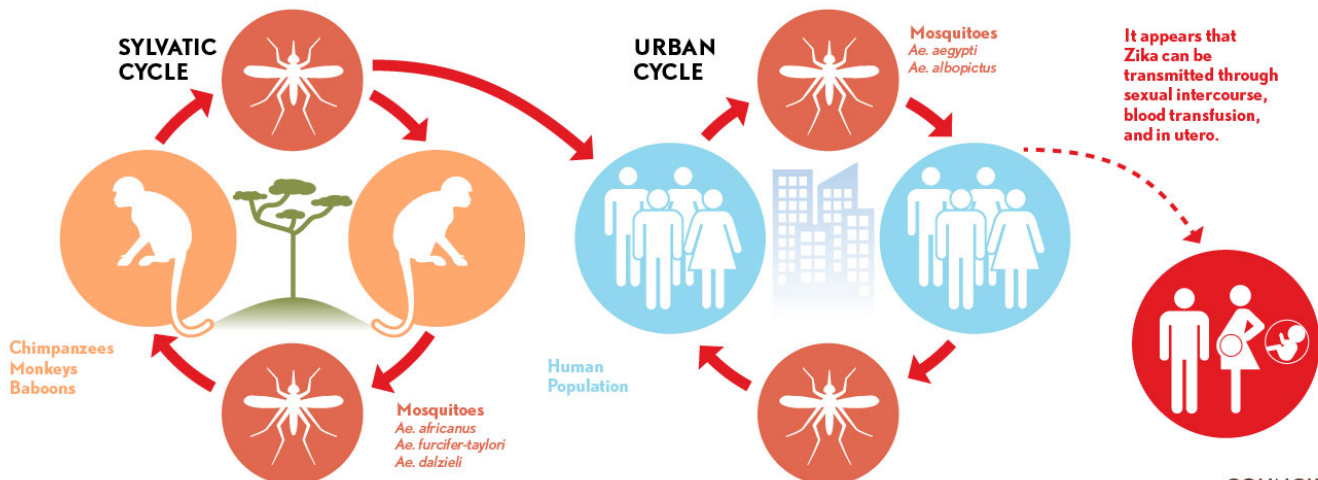 SYLVATIC
CYCLE
Chimpanzees
Monkeys
Baboons
Mosquitoes
Ae. africanus
Ae. furcifer-taylori
Ae. dalzieli
URBAN
CYCLE
Mosquitoes
Ae. aegypti
Ae. albopictus
Human
Population
It appears that
Zika can be
transmitted through
sexual intercourse,
blood transfusion,
and in utero.